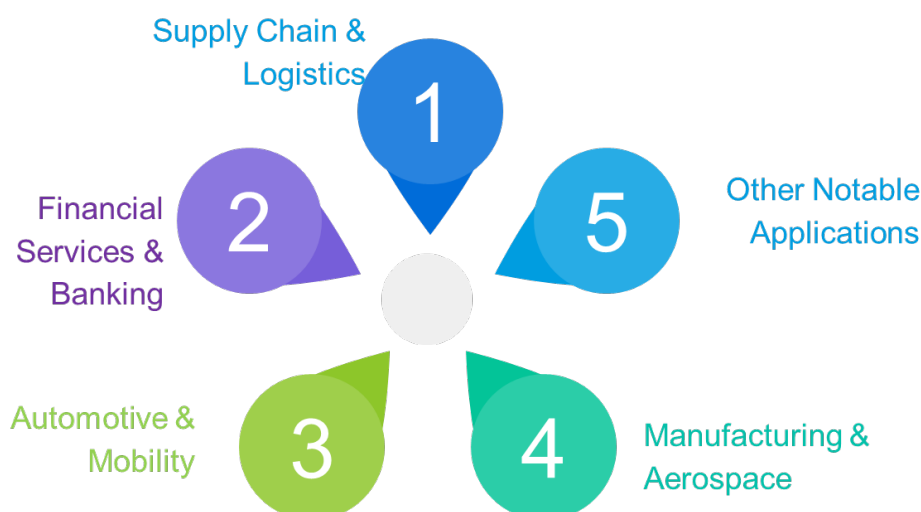 Supply Chain &
Logistics
1
2
Financial
Services &
Banking
3
Automotive &
Mobility
4
Manufacturing &
Aerospace
5
Other Notable
Applications